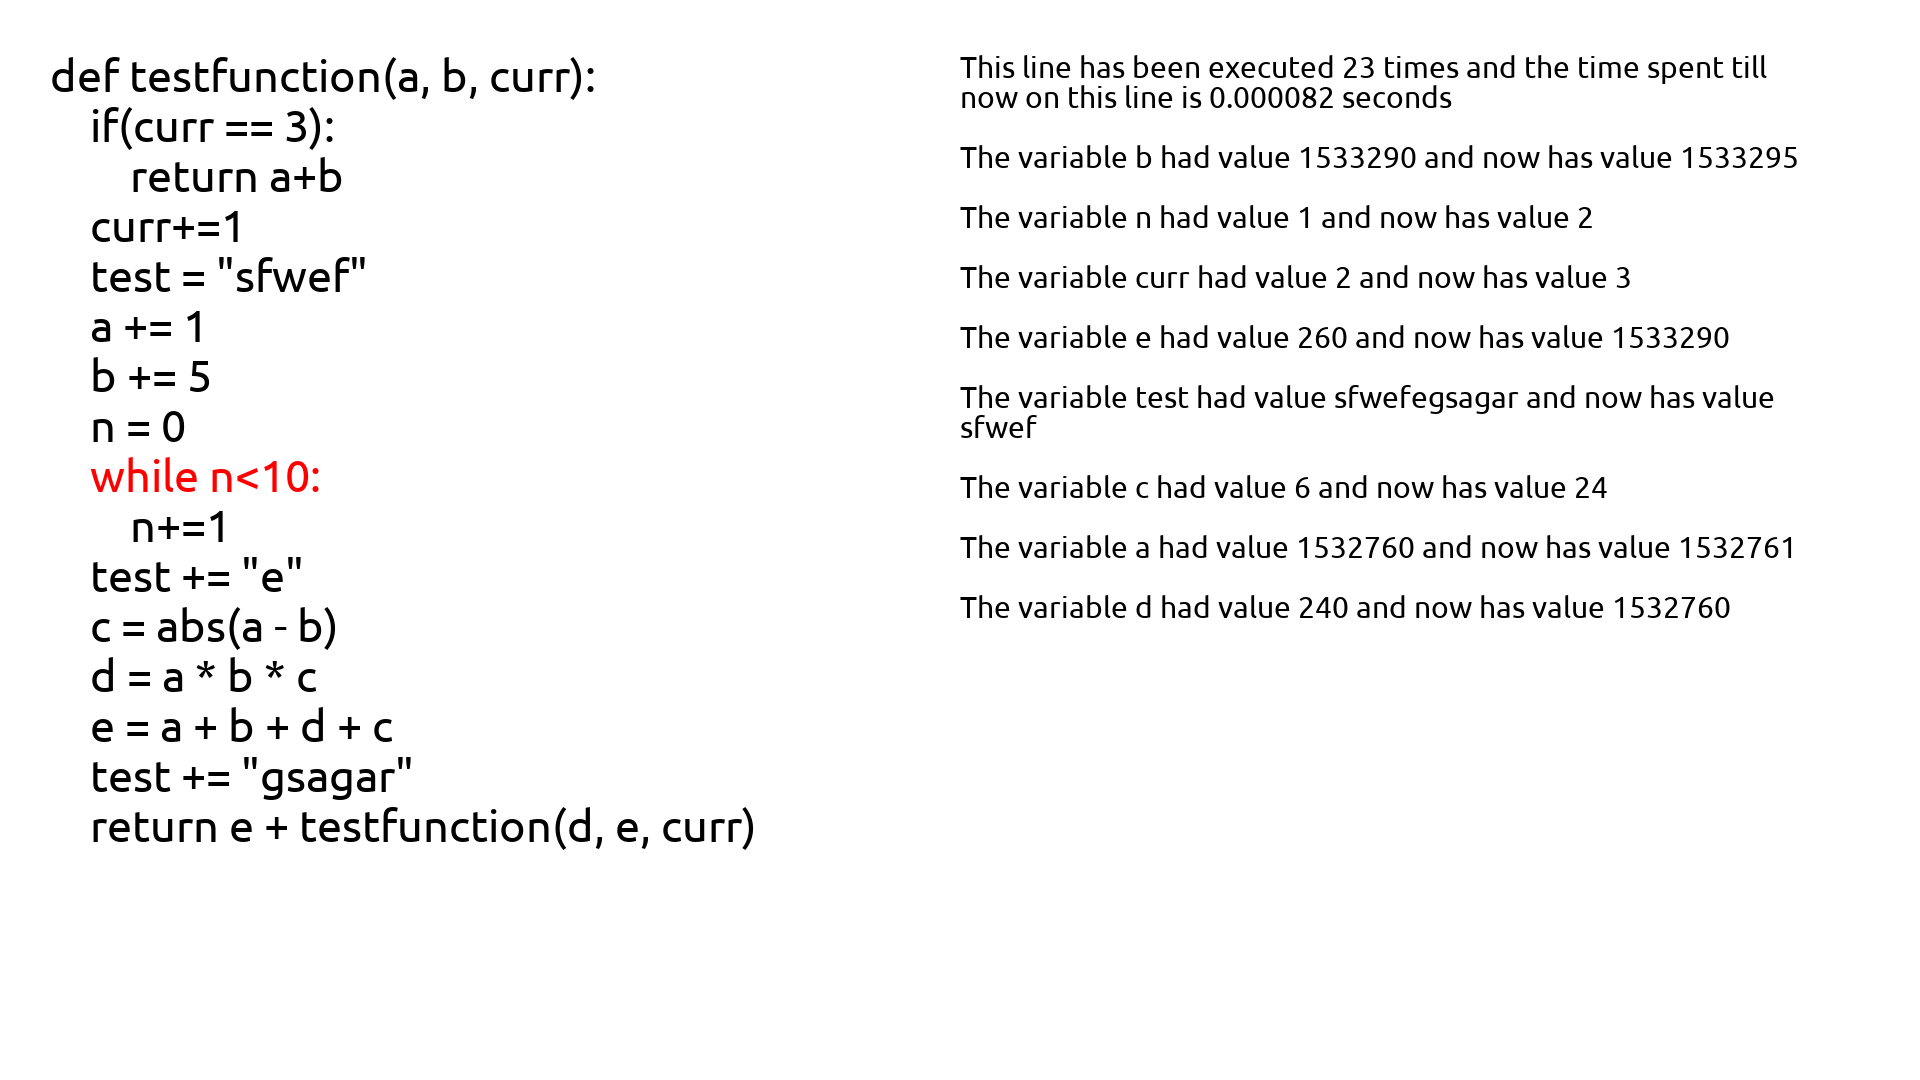 def testfunction(a, b, curr):
    if(curr == 3):
        return a+b
    curr+=1
    test = "sfwef"
    a += 1
    b += 5
    n = 0
    while n<10:
        n+=1
    test += "e"
    c = abs(a - b)
    d = a * b * c
    e = a + b + d + c
    test += "gsagar"
    return e + testfunction(d, e, curr)
This line has been executed 23 times and the time spent till
now on this line is 0.000082 seconds
The variable b had value 1533290 and now has value 1533295
The variable n had value 1 and now has value 2
The variable curr had value 2 and now has value 3
The variable e had value 260 and now has value 1533290
The variable test had value sfwefegsagar and now has value
sfwef
The variable c had value 6 and now has value 24
The variable a had value 1532760 and now has value 1532761
The variable d had value 240 and now has value 1532760